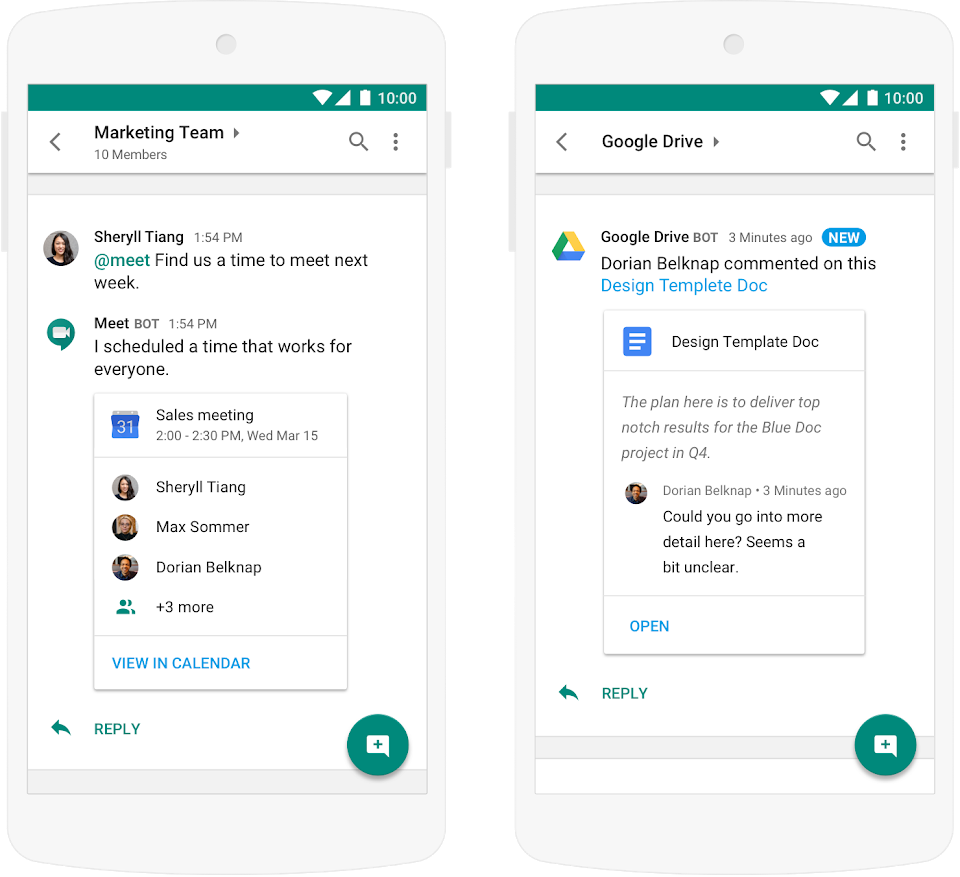 10:00
Marketing Team
10 Members
Sheryll Tiang 1:54 PM
@meet Find us a time to meet next
week.
Meet BOT 1:54 PM
I scheduled a time that works for
everyone.
31
Sales meeting
2:00 - 2:30 PM, Wed Mar 15
Sheryll Tiang
Max Sommer
Dorian Belknap
+3 more
VIEW IN CALENDAR
REPLY
10:00
Google Drive
Google Drive BOT 3 Minutes ago NEW
Dorian Belknap commented on this
Design Templete Doc
Design Template Doc
The plan here is to deliver top
notch results for the Blue Doc
project in Q4.
Dorian Belknap • 3 Minutes ago
Could you go into more
detail here? Seems a
bit unclear.
OPEN
REPLY